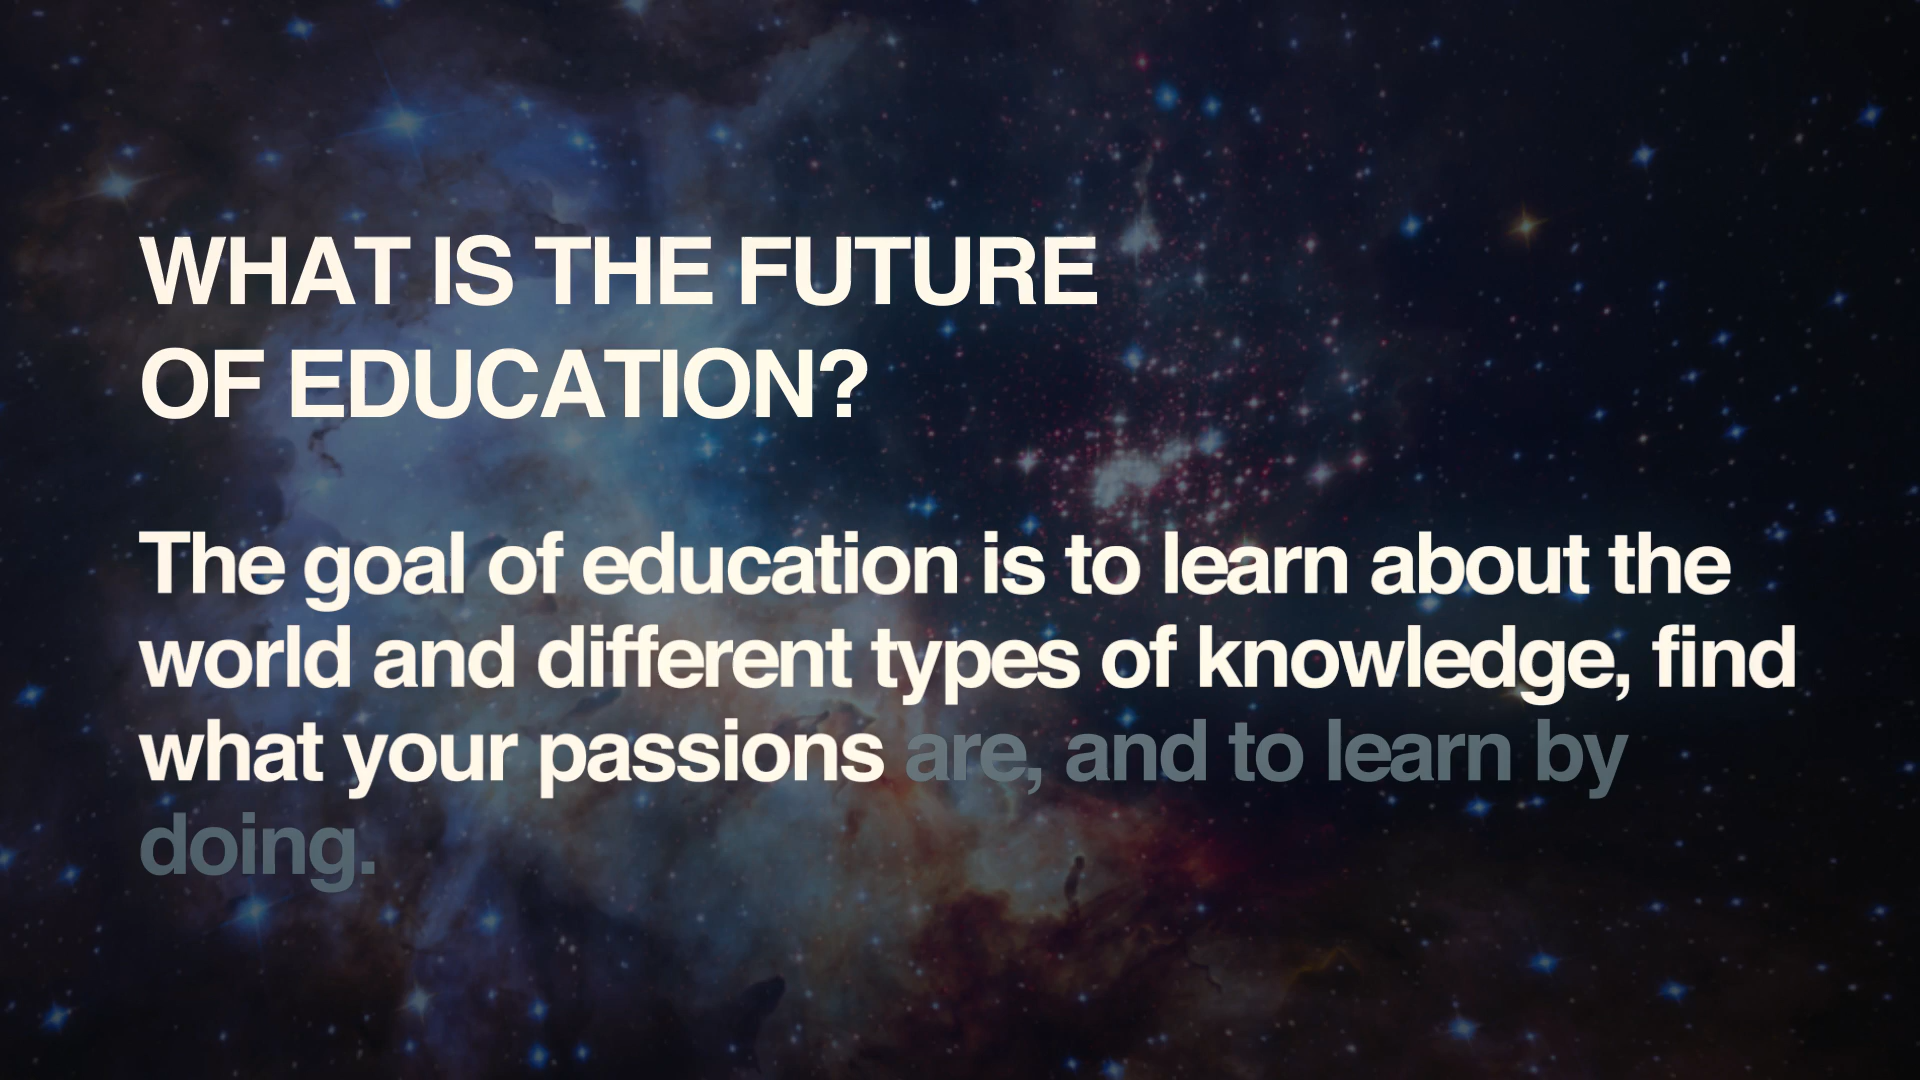 WHAT IS THE FUTURE
OF EDUCATION?
The goal of education is to learn about the
world and different types of knowledge, find
what your passions are, and to learn by
doing.